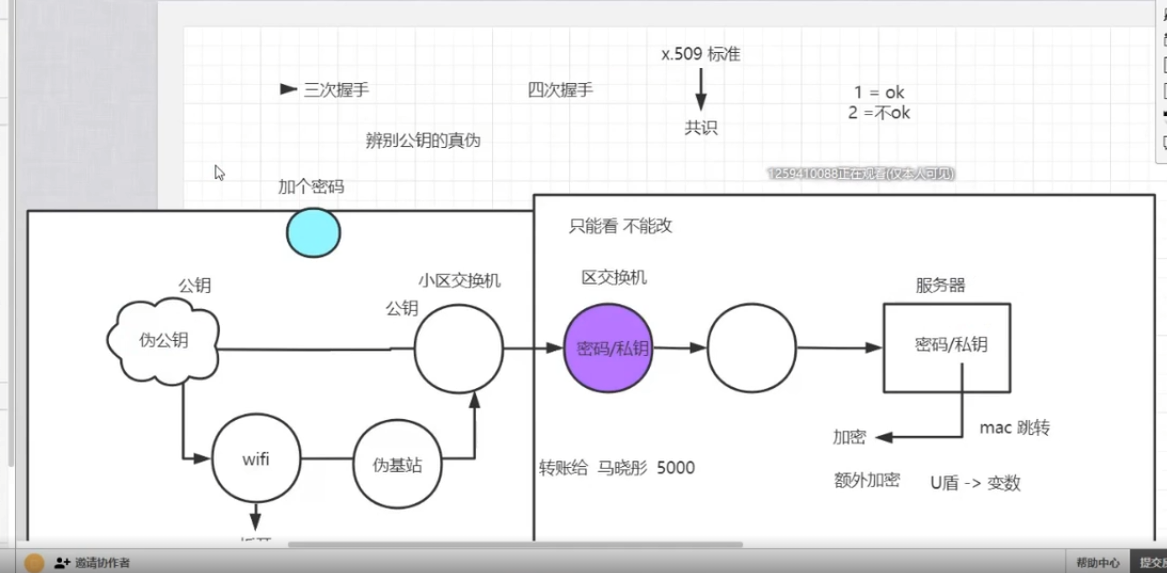 x.509 标准
三次握手
四次握手
1 = ok
2 =不ok
共识
辨别公钥的真伪
1259410088正在观看(仅本人可见)
加个密码
只能看 不能改
公钥
小区交换机
区交换机
服务器
公钥
伪公钥
密码/私钥
密码/私钥
mac 跳转
加密
wifi
伪基站
转账给 马晓彤 5000
额外加密
U盾 -> 变数
邀请协作者
帮助中心
提交